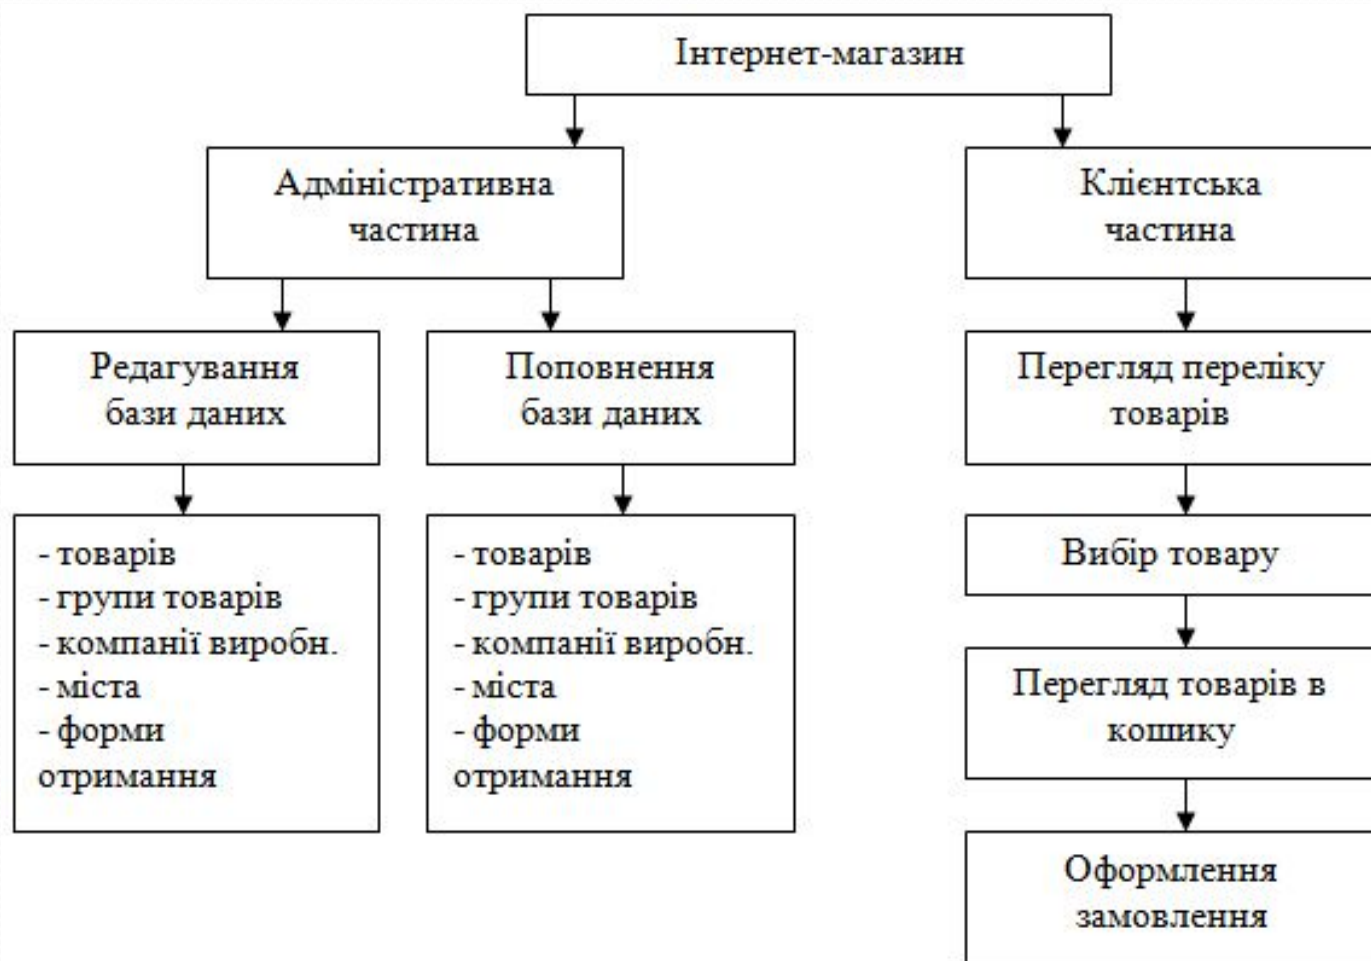 Інтернет-магазин
Адміністративна
частина
Клієнтська
частина
Редагування
бази даних
Поповнення
бази даних
Перегляд переліку
товарів
- товарів
- групи товарів
- компанії виробн.
- міста
- форми
отримання
- товарів
- групи товарів
- компанії виробн.
- міста
- форми
отримання
Вибір товару
Перегляд товарів в
кошику
Оформлення
замовлення